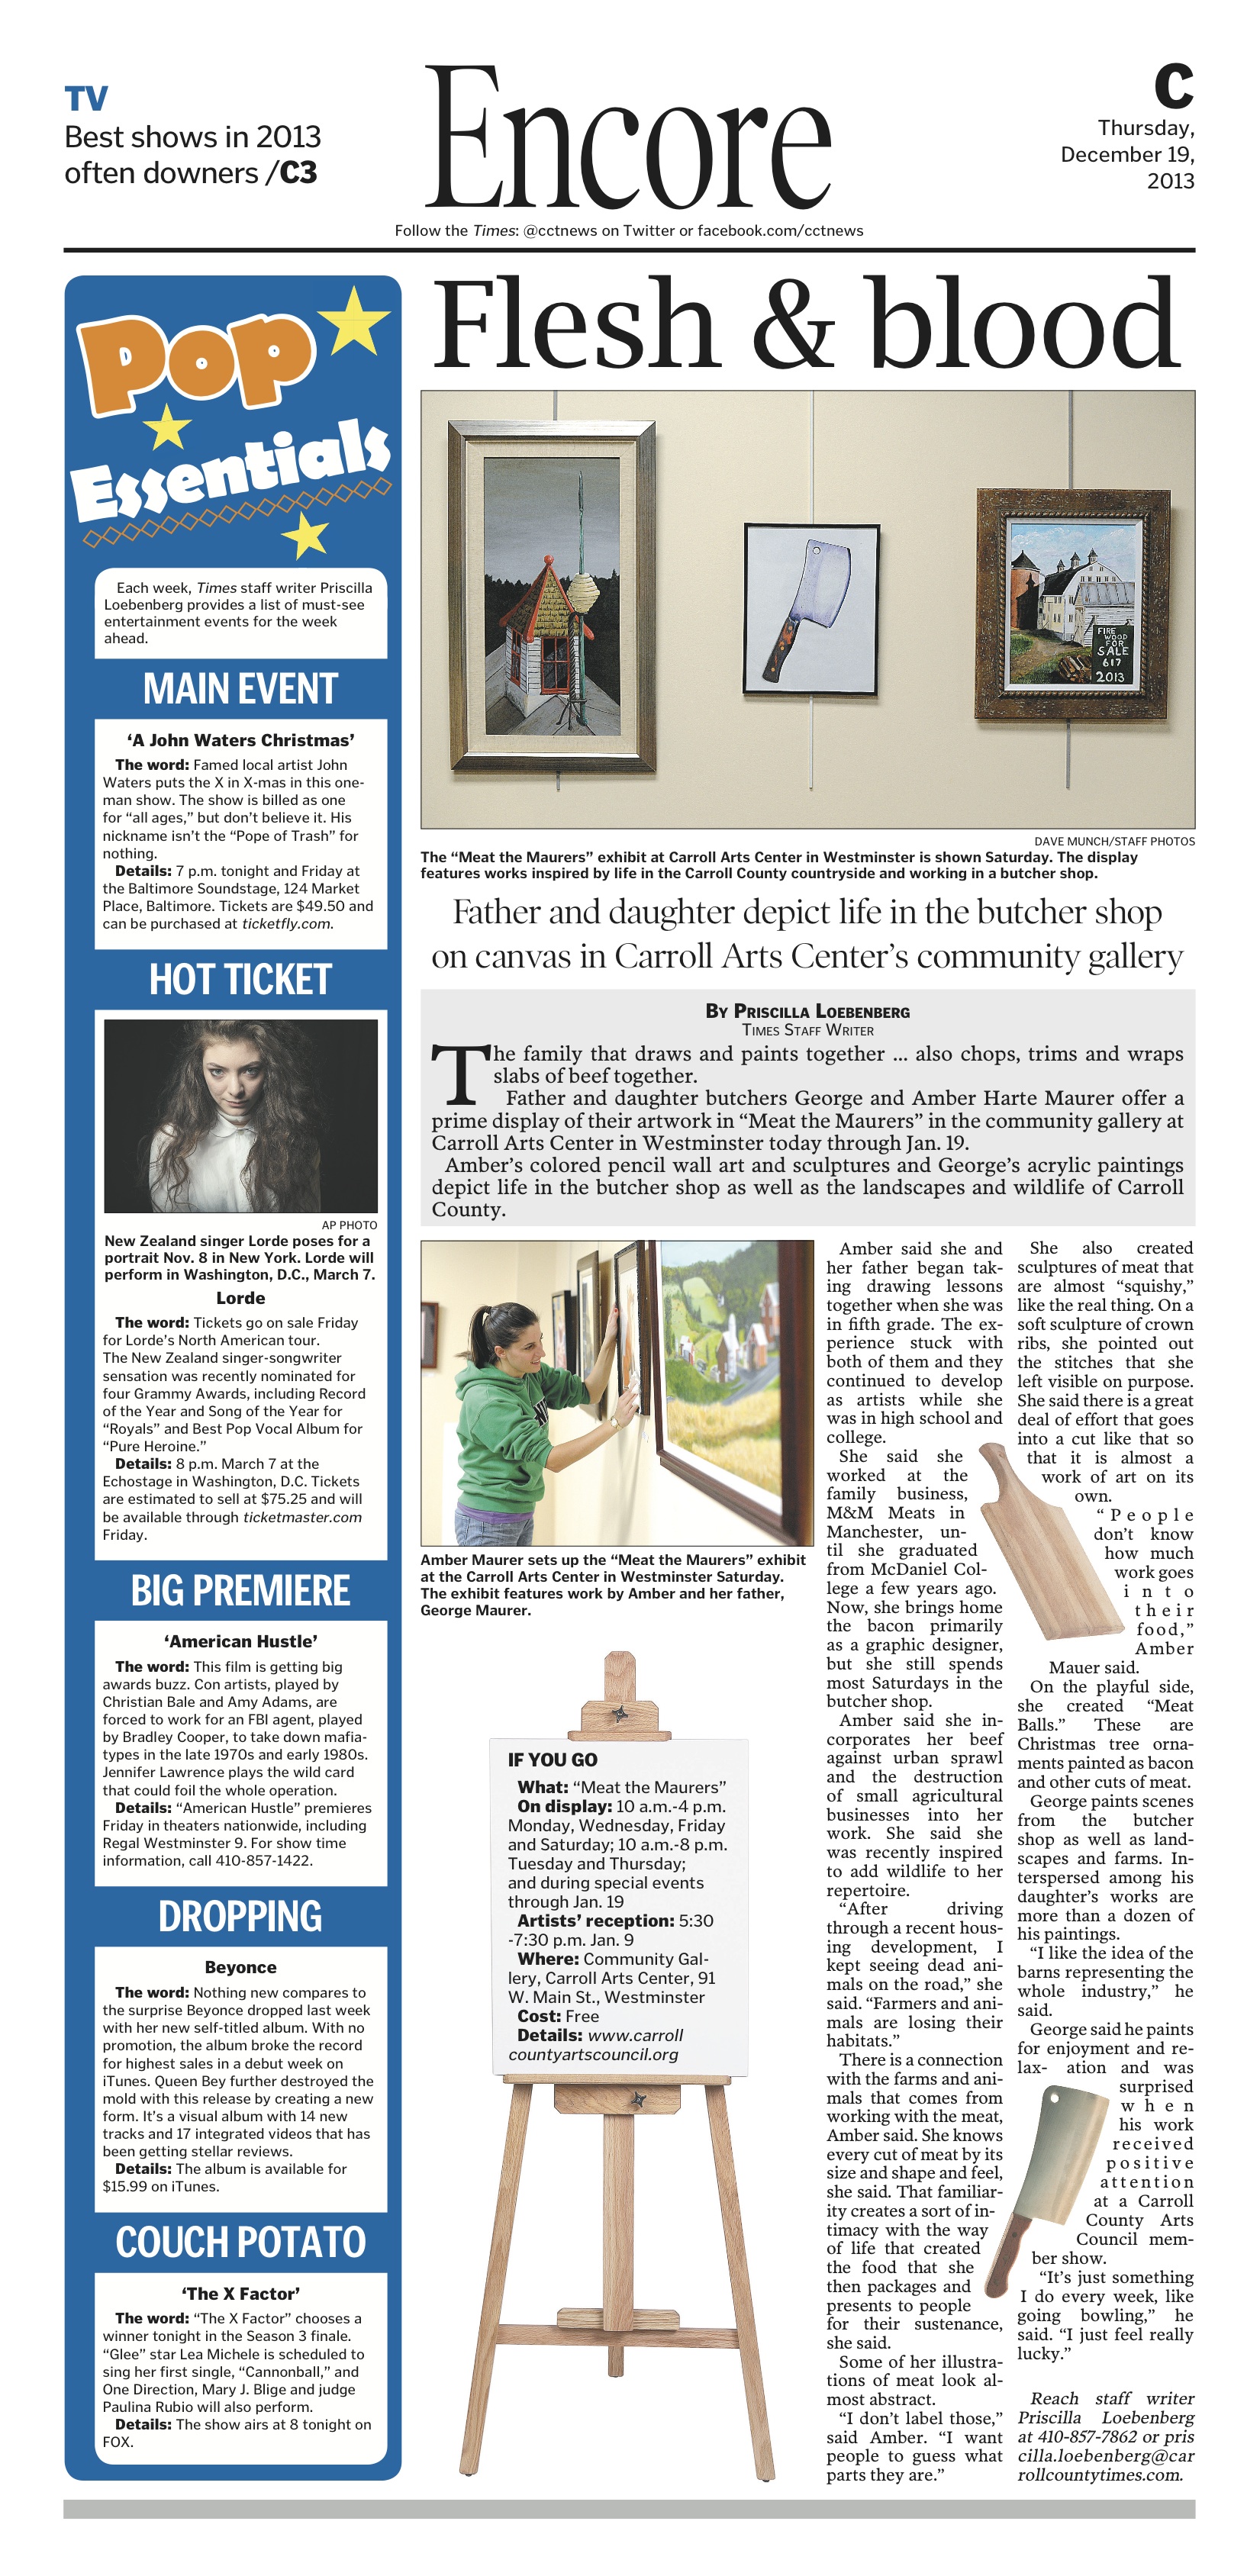 TV
Best shows in 2013
often downers /C3
Encore
Follow the Times: @cctnews on Twitter or facebook.com/cctnews
C
Thursday,
December 19,
2013
Pop
Essentials
Each week, Times staff writer Priscilla
Loebenberg provides a list of must-see
entertainment events for the week
ahead.
MAIN EVENT
‘A John Waters Christmas’
The word: Famed local artist John
Waters puts the X in X-mas in this one-
man show. The show is billed as one
for “all ages,” but don’t believe it. His
nickname isn’t the “Pope of Trash” for
nothing.
Details: 7 p.m. tonight and Friday at
the Baltimore Soundstage, 124 Market
Place, Baltimore. Tickets are $49.50 and
can be purchased at ticketfly.com.
HOT TICKET
AP PHOTO
New Zealand singer Lorde poses for a
portrait Nov. 8 in New York. Lorde will
perform in Washington, D.C., March 7.
Lorde
The word: Tickets go on sale Friday
for Lorde’s North American tour.
The New Zealand singer-songwriter
sensation was recently nominated for
four Grammy Awards, including Record
of the Year and Song of the Year for
“Royals” and Best Pop Vocal Album for
“Pure Heroine.”
Details: 8 p.m. March 7 at the
Echostage in Washington, D.C. Tickets
are estimated to sell at $75.25 and will
be available through ticketmaster.com
Friday.
BIG PREMIERE
‘American Hustle’
The word: This film is getting big
awards buzz. Con artists, played by
Christian Bale and Amy Adams, are
forced to work for an FBI agent, played
by Bradley Cooper, to take down mafia-
types in the late 1970s and early 1980s.
Jennifer Lawrence plays the wild card
that could foil the whole operation.
Details: “American Hustle” premieres
Friday in theaters nationwide, including
Regal Westminster 9. For show time
information, call 410-857-1422.
DROPPING
Beyonce
The word: Nothing new compares to
the surprise Beyonce dropped last week
with her new self-titled album. With no
promotion, the album broke the record
for highest sales in a debut week on
iTunes. Queen Bey further destroyed the
mold with this release by creating a new
form. It’s a visual album with 14 new
tracks and 17 integrated videos that has
been getting stellar reviews.
Details: The album is available for
$15.99 on iTunes.
COUCH POTATO
‘The X Factor’
The word: “The X Factor” chooses a
winner tonight in the Season 3 finale.
“Glee” star Lea Michele is scheduled to
sing her first single, “Cannonball,” and
One Direction, Mary J. Blige and judge
Paulina Rubio will also perform.
Details: The show airs at 8 tonight on
FOX.
Flesh & blood
FIRE
WOOD
FOR
SALE
617
2013
DAVE MUNCH/STAFF PHOTOS
The “Meat the Maurers” exhibit at Carroll Arts Center in Westminster is shown Saturday. The display
features works inspired by life in the Carroll County countryside and working in a butcher shop.
Father and daughter depict life in the butcher shop
on canvas in Carroll Arts Center’s community gallery
By Priscilla Loebenberg
Times Staff Writer
The family that draws and paints together ... also chops, trims and wraps
slabs of beef together.
Father and daughter butchers George and Amber Harte Maurer offer a
prime display of their artwork in “Meat the Maurers” in the community gallery at
Carroll Arts Center in Westminster today through Jan. 19.
Amber’s colored pencil wall art and sculptures and George’s acrylic paintings
depict life in the butcher shop as well as the landscapes and wildlife of Carroll
County.
Amber Maurer sets up the “Meat the Maurers” exhibit
at the Carroll Arts Center in Westminster Saturday.
The exhibit features work by Amber and her father,
George Maurer.
IF YOU GO
What: “Meat the Maurers”
On display: 10 a.m.-4 p.m.
Monday, Wednesday, Friday
and Saturday; 10 a.m.-8 p.m.
Tuesday and Thursday;
and during special events
through Jan. 19
Artists’ reception: 5:30
-7:30 p.m. Jan. 9
Where: Community Gal-
lery, Carroll Arts Center, 91
W. Main St., Westminster
Cost: Free
Details: www.carroll
countyartscouncil.org
Amber said she and
her father began tak-
ing drawing lessons
together when she was
in fifth grade. The ex-
perience stuck with
both of them and they
continued to develop
as artists while she
was in high school and
college.
She said she
worked at the
family business,
M&M Meats in
Manchester, un-
til she graduated
from McDaniel Col-
lege a few years ago.
Now, she brings home
the bacon primarily
as a graphic designer,
but she still spends
most Saturdays in the
butcher shop.
Amber said she in-
corporates her beef
against urban sprawl
and the destruction
of small agricultural
businesses into her
work. She said she
was recently inspired
to add wildlife to her
repertoire.
“After driving
through a recent hous-
ing development, I
kept seeing dead ani-
mals on the road,” she
said. “Farmers and ani-
mals are losing their
habitats.”
There is a connection
with the farms and ani-
mals that comes from
working with the meat,
Amber said. She knows
every cut of meat by its
size and shape and feel,
she said. That familiar-
ity creates a sort of in-
timacy with the way
of life that created
the food that she
then packages and
presents to people
for their sustenance,
she said.
Some of her illustra-
tions of meat look al-
most abstract.
“I don’t label those,”
said Amber. “I want
people to guess what
parts they are.”
She also created
sculptures of meat that
are almost “squishy,”
like the real thing. On a
soft sculpture of crown
ribs, she pointed out
the stitches that she
left visible on purpose.
She said there is a great
deal of effort that goes
into a cut like that so
that it is almost a
work of art on its
own.
“People
don’t know
how much
work goes
into
their
food,”
Amber
Mauer said.
On the playful side,
she created “Meat
Balls.” These are
Christmas tree orna-
ments painted as bacon
and other cuts of meat.
George paints scenes
from the butcher
shop as well as land-
scapes and farms. In-
terspersed among his
daughter’s works are
more than a dozen of
his paintings.
“I like the idea of the
barns representing the
whole industry,” he
said.
George said he paints
for enjoyment and re-
lax- ation and was
surprised
when
his work
received
positive
attention
at a Carroll
County Arts
Council mem-
ber show.
“It’s just something
I do every week, like
going bowling,” he
said. “I just feel really
lucky.”
Reach staff writer
Priscilla Loebenberg
at 410-857-7862 or pris
cilla.loebenberg@car
rollcountytimes.com.